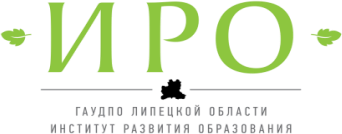 ИРО
ГАУДПО ЛИПЕЦКОЙ ОБЛАСТИ
ИНСТИТУТ РАЗВИТИЯ ОБРАЗОВАНИЯ